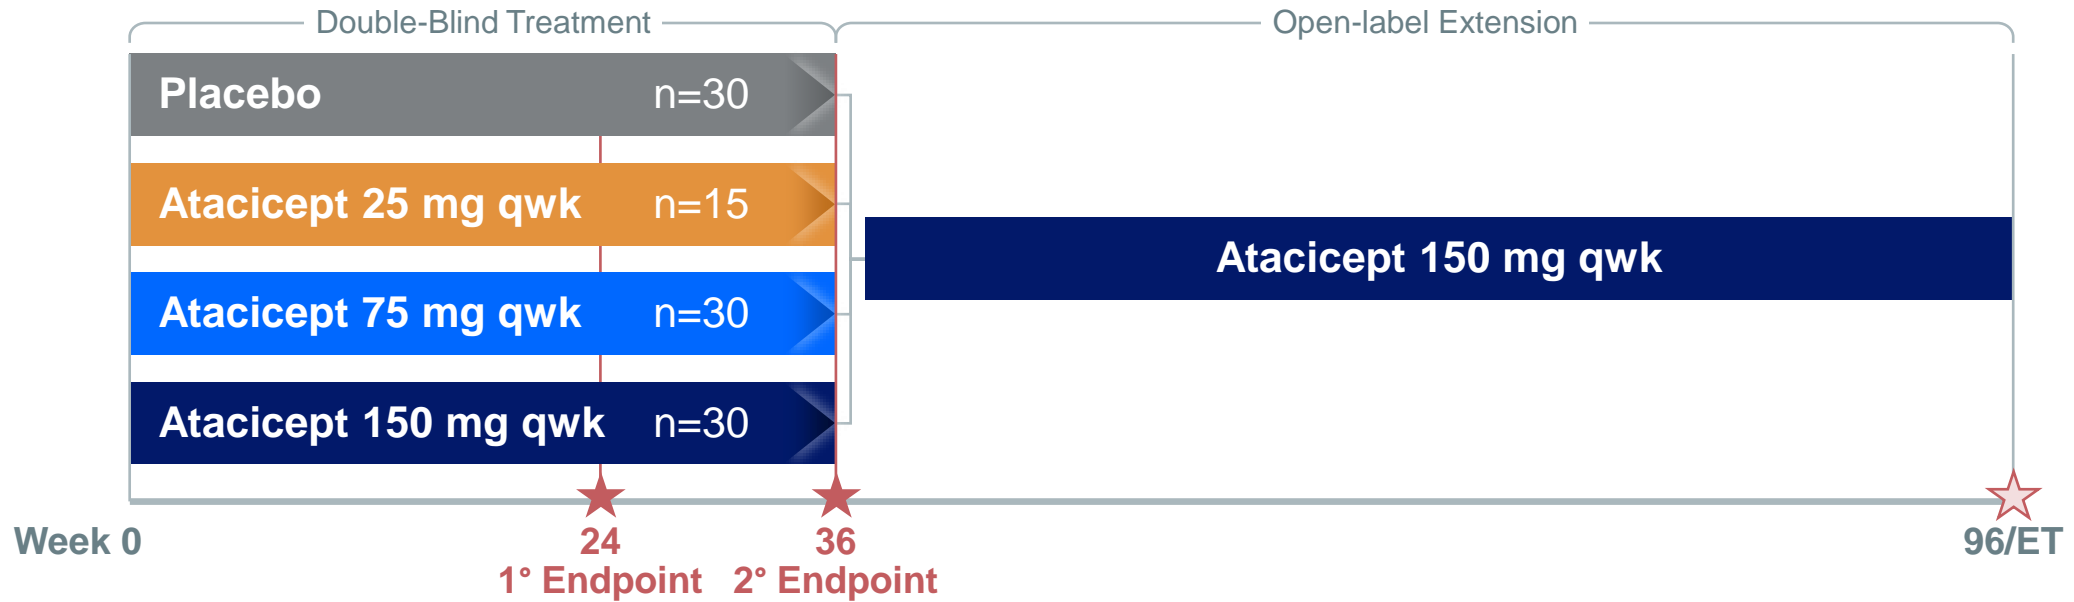 Double-Blind Treatment
Open-label Extension
Placebo n=30
Atacicept 25 mg qwk n=15
Atacicept 75 mg qwk n=30
Atacicept 150 mg qwk n=30
Atacicept 150 mg qwk
Week 0
24
1° Endpoint
36
2° Endpoint
96/ET